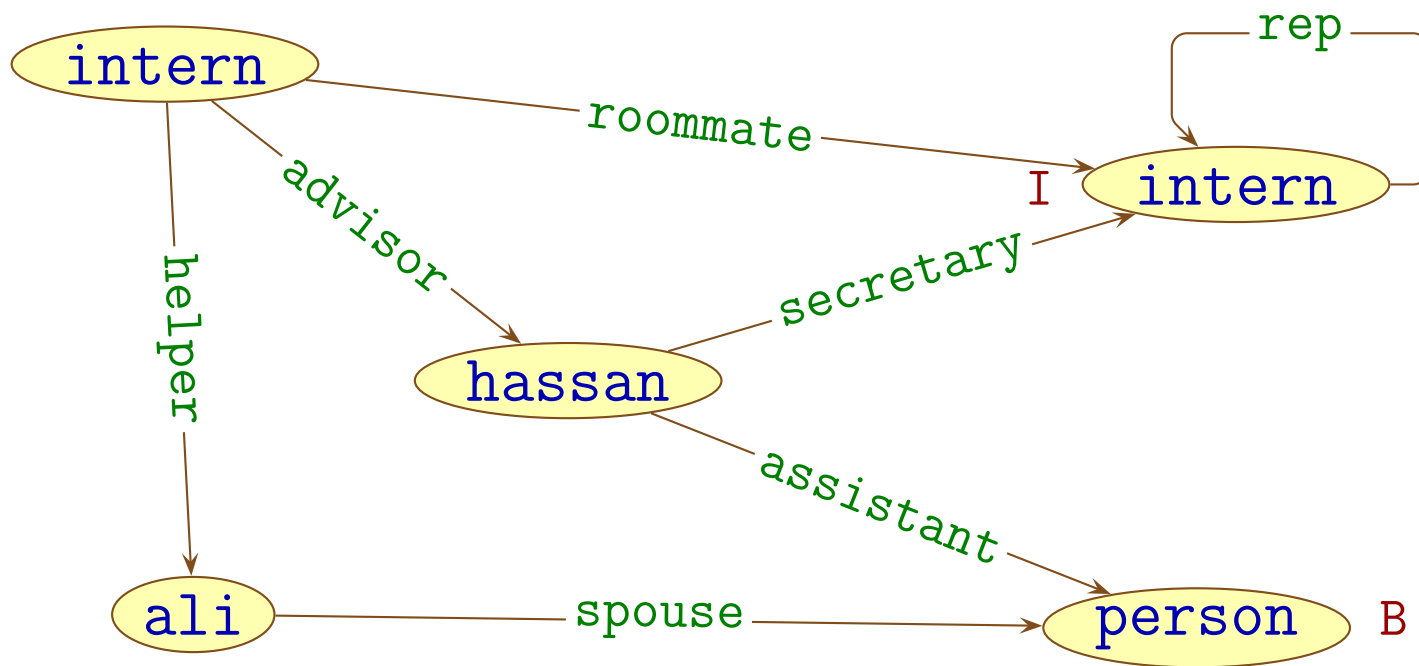 rep
intern
roommate
intern
I
advisor
secretary
helper
hassan
assistant
ali
spouse
person
B